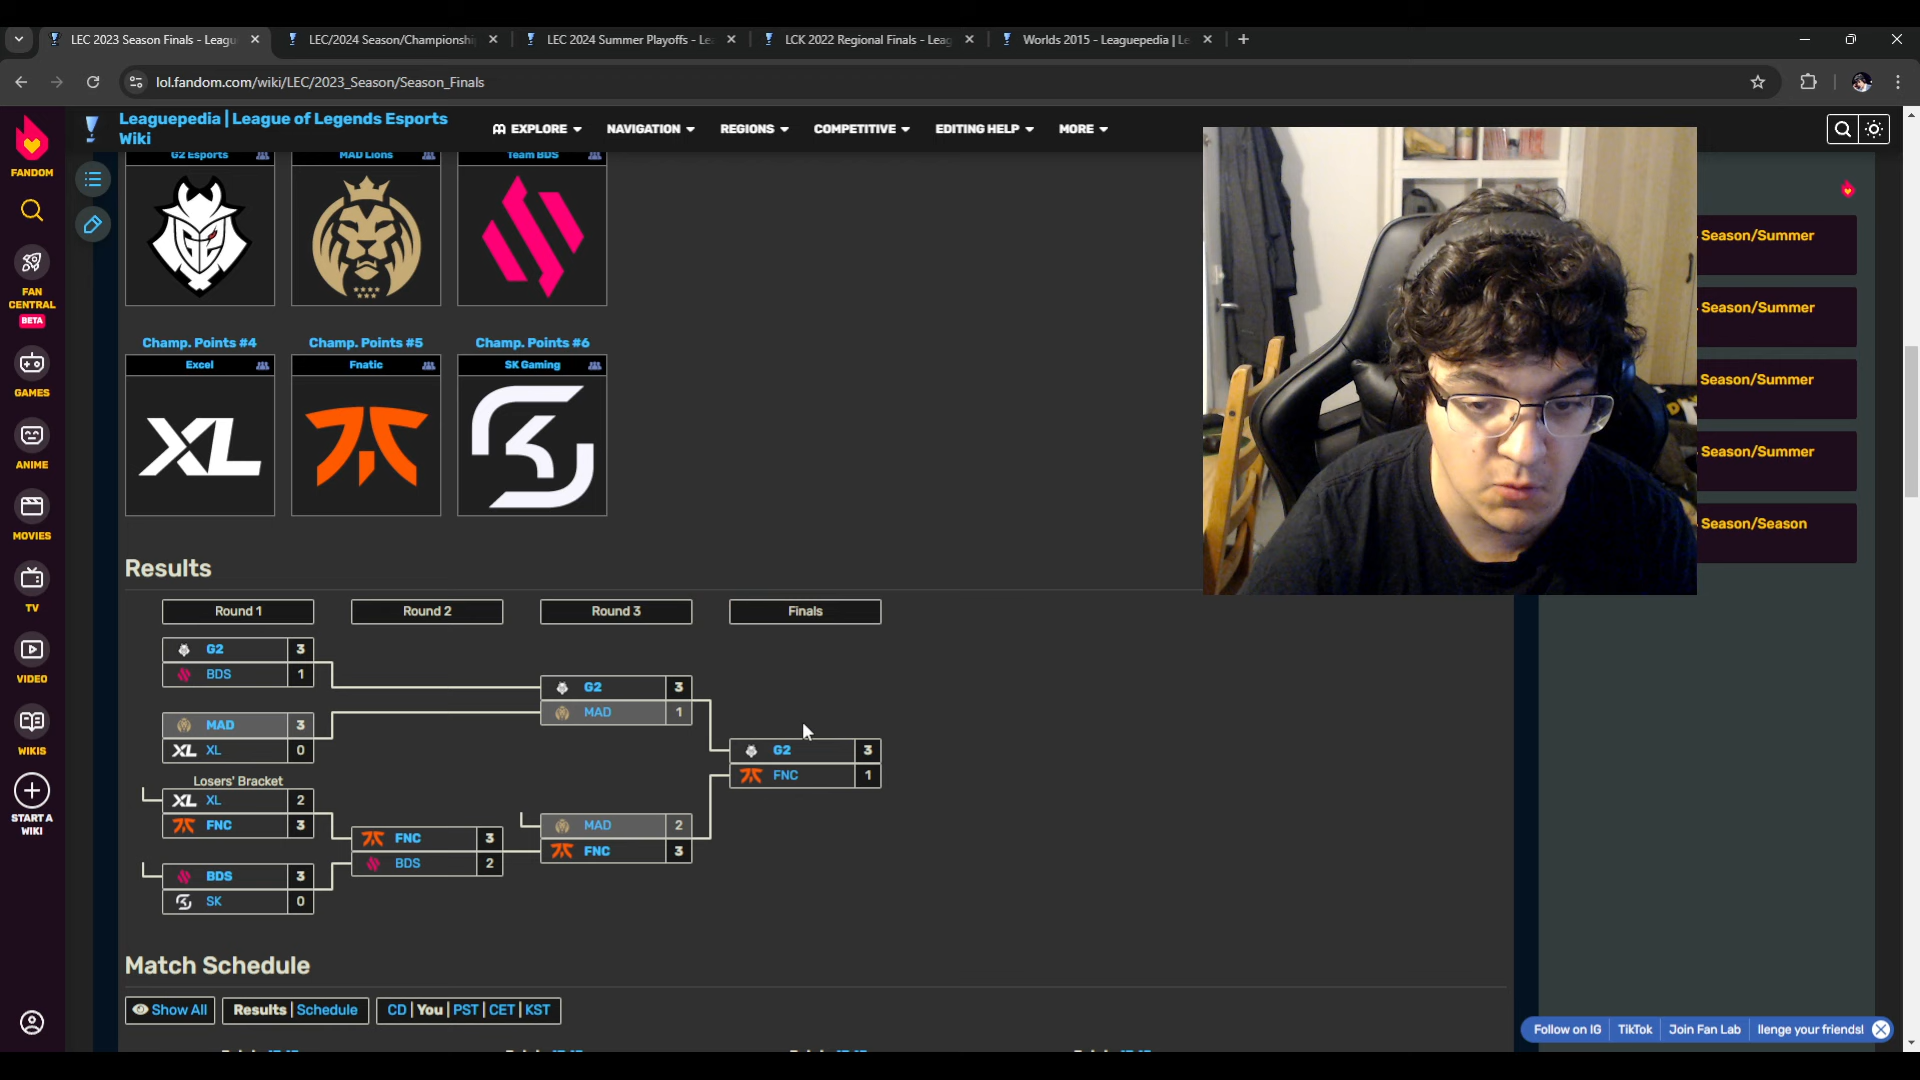 LEC 2023 Season Finals - Leagu
LEC/2024 Season/Championshi
LEC 2024 Summer Playoffs - Le
LCK 2022 Regional Finals - Leag
Worlds 2015 - Leaguepedia | Le
lol.fandom.com/wiki/LEC/2023_Season/Season_Finals
FANDOM
Leaguepedia | League of Legends Esports
Wiki
EXPLORE
NAVIGATION
REGIONS
COMPETITIVE
EDITING HELP
MORE
FAN
CENTRAL
BETA
GAMES
ANIME
MOVIES
TV
VIDEO
WIKIS
START A
WIKI
G2 Esports
MAD Lions
Team BDS
Champ. Points #4
Champ. Points #5
Champ. Points #6
Excel
Fnatic
SK Gaming
XL
Season/Summer
Season/Summer
Season/Summer
Season/Summer
Season/Season
Results
Round 1
Round 2
Round 3
Finals
G2 3
BDS 1
MAD 3
XL XL 0
Losers' Bracket
XL XL 2
FNC 3
BDS 3
SK 0
FNC 3
BDS 2
G2 3
MAD 1
MAD 2
FNC 3
G2 3
FNC 1
Match Schedule
Show All
Results | Schedule
CD | You | PST | CET | KST
Follow on IG
TikTok
Join Fan Lab
llenge your friends!